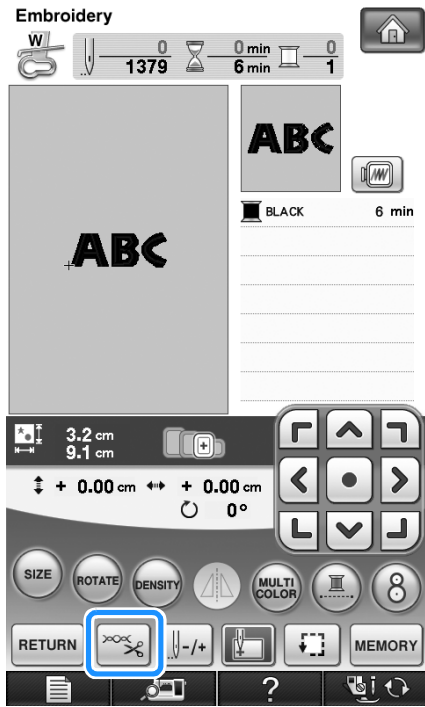 Embroidery
W
0 0 min 0
1379 6 min 1
ABC
ABC
BLACK 6 min
3.2 cm
9.1 cm
+ 0.00 cm + 0.00 cm
0°
SIZE ROTATE DENSITY MULTI COLOR 8
RETURN -/+ MEMORY
?